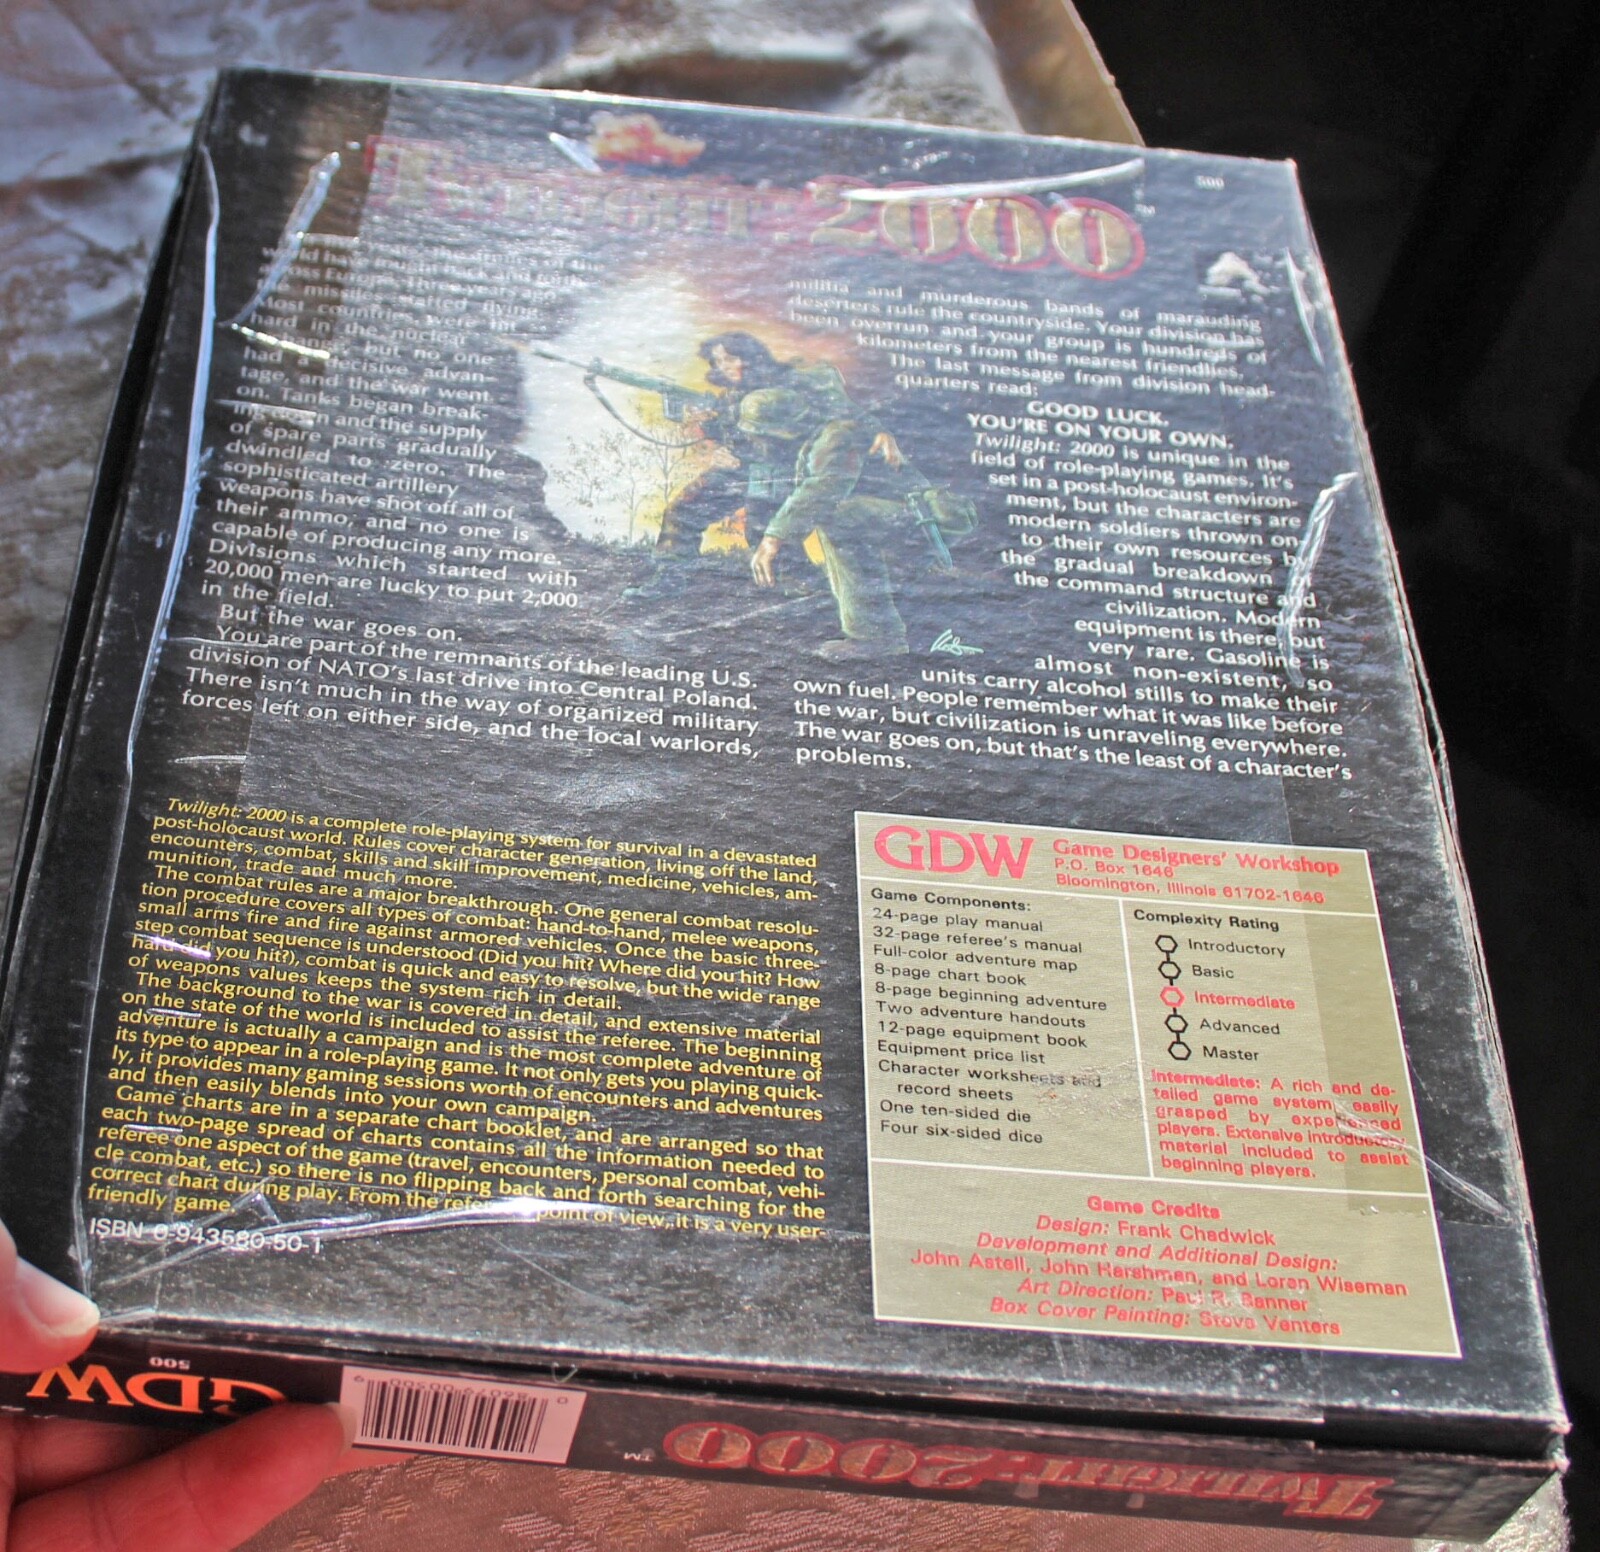 Twilight: 2000™
500
world have fought back and forth
across Europe. Three years ago
the missiles started flying.
Most countries were hit
hard in the nuclear
but no one
had a decisive advan-
tage, and the war went
on. Tanks began break-
ing down and the supply
of spare parts gradually
dwindled to zero. The
sophisticated artillery
weapons have shot off all of
their ammo, and no one is
capable of producing any more.
Divisions which started with
20,000 men are lucky to put 2,000
in the field.
But the war goes on.
You are part of the remnants of the leading U.S.
division of NATO's last drive into Central Poland.
There isn't much in the way of organized military
forces left on either side, and the local warlords,
militia and murderous bands of marauding
deserters rule the countryside. Your division has
been overrun and your group is hundreds of
kilometers from the nearest friendlies.
The last message from division head-
quarters read:
GOOD LUCK.
YOU'RE ON YOUR OWN.
Twilight: 2000 is unique in the
field of role-playing games. It's
set in a post-holocaust environ-
ment, but the characters are
modern soldiers thrown on
to their own resources by
the gradual breakdown of
the command structure and
civilization. Modern
equipment is there, but
very rare. Gasoline is
almost non-existent, so
units carry alcohol stills to make their
own fuel. People remember what it was like before
the war, but civilization is unraveling everywhere.
The war goes on, but that's the least of a character's
problems.
Twilight: 2000 is a complete role-playing system for survival in a devastated
post-holocaust world. Rules cover character generation, living off the land,
encounters, combat, skills and skill improvement, medicine, vehicles, am-
munition, trade and much more.
The combat rules are a major breakthrough. One general combat resolu-
tion procedure covers all types of combat: hand-to-hand, melee weapons,
small arms fire and fire against armored vehicles. Once the basic three-
step combat sequence is understood (Did you hit? Where did you hit? How
hard did you hit?), combat is quick and easy to resolve, but the wide range
of weapons values keeps the system rich in detail.
The background to the war is covered in detail, and extensive material
on the state of the world is included to assist the referee. The beginning
adventure is actually a campaign and is the most complete adventure of
its type to appear in a role-playing game. It not only gets you playing quick-
ly, it provides many gaming sessions worth of encounters and adventures
and then easily blends into your own campaign.
Game charts are in a separate chart booklet, and are arranged so that
each two-page spread of charts contains all the information needed to
referee one aspect of the game (travel, encounters, personal combat, vehi-
cle combat, etc.) so there is no flipping back and forth searching for the
correct chart during play. From the referee's point of view, it is a very user-
friendly game.
ISBN 0-943580-50-1
GDW
Game Designers' Workshop
P.O. Box 1646
Bloomington, Illinois 61702-1646
Game Components:
24-page play manual
32-page referee's manual
Full-color adventure map
8-page chart book
8-page beginning adventure
Two adventure handouts
12-page equipment book
Equipment price list
Character worksheets and
record sheets
One ten-sided die
Four six-sided dice
Complexity Rating
Introductory
Basic
Intermediate
Advanced
Master
Intermediate: A rich and de-
tailed game system, easily
grasped by experienced
players. Extensive introductory
material included to assist
beginning players.
Game Credits
Design: Frank Chadwick
Development and Additional Design:
John Astell, John Harshman, and Loren Wiseman
Art Direction: Paul R. Banner
Box Cover Painting: Steve Venters
GDW
500
0 86079 00500 9
Twilight: 2000™